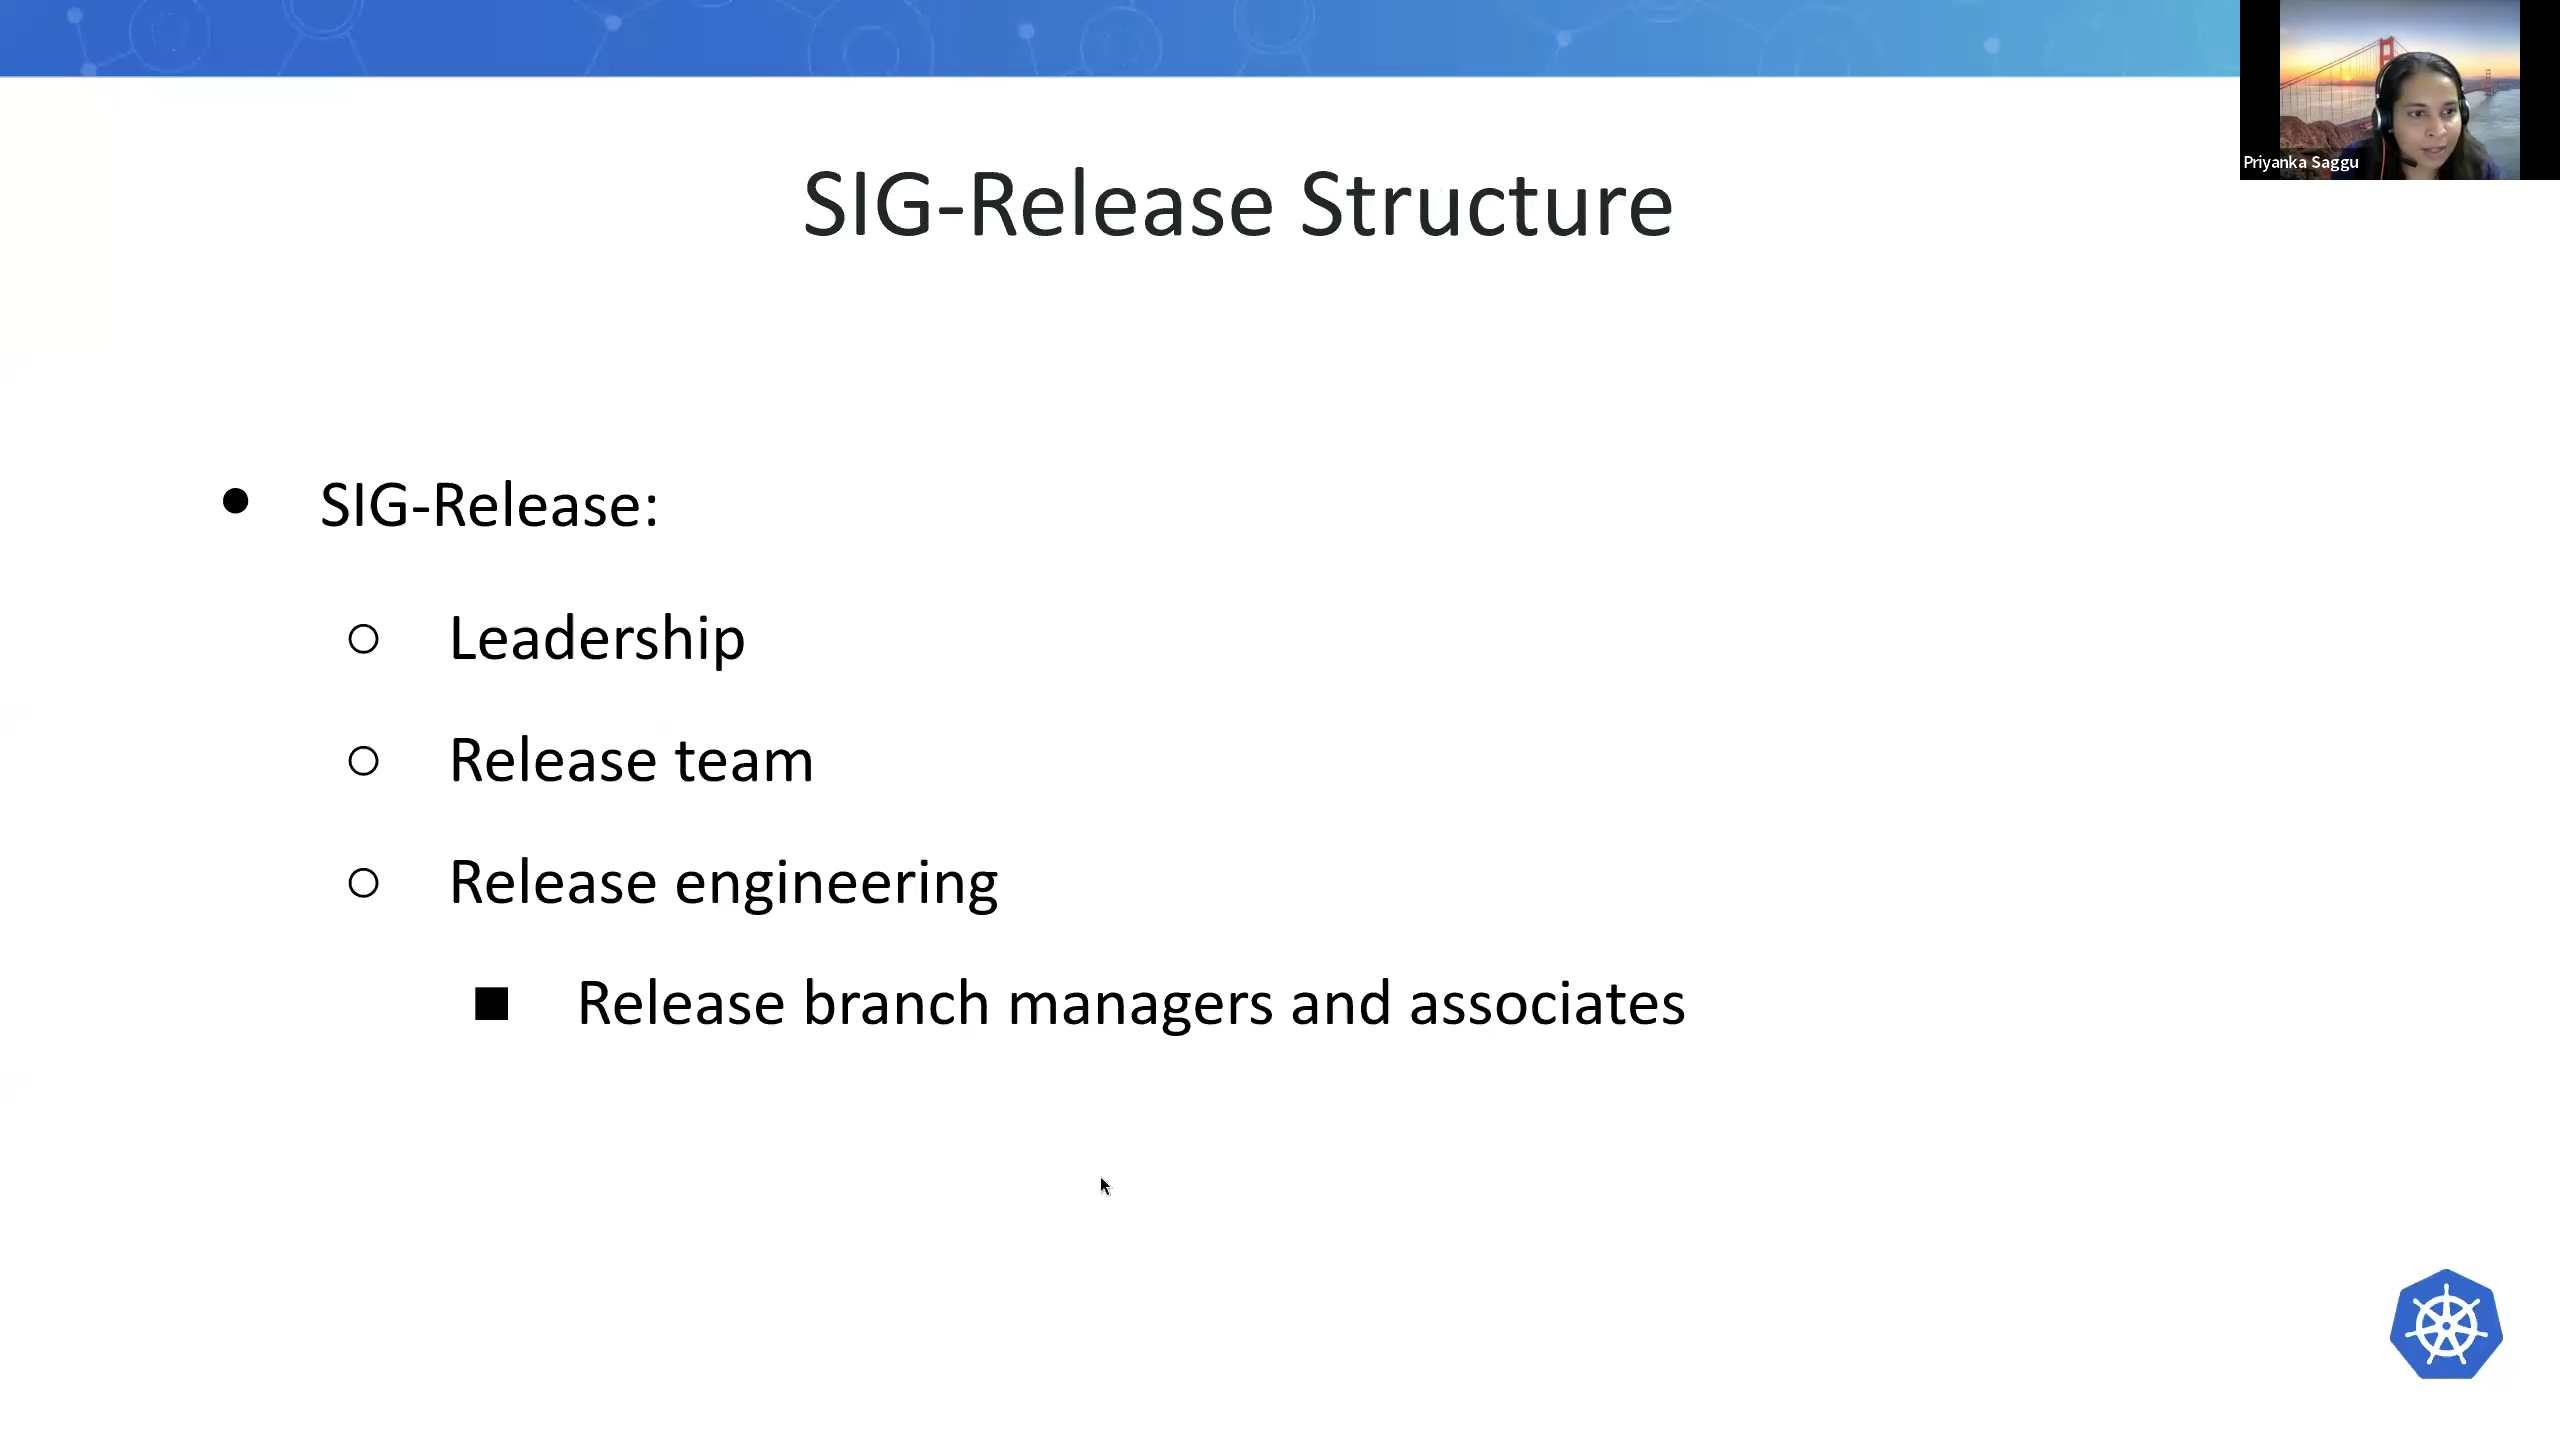 SIG-Release Structure
Priyanka Saggu
● SIG-Release:
○ Leadership
○ Release team
○ Release engineering
■ Release branch managers and associates